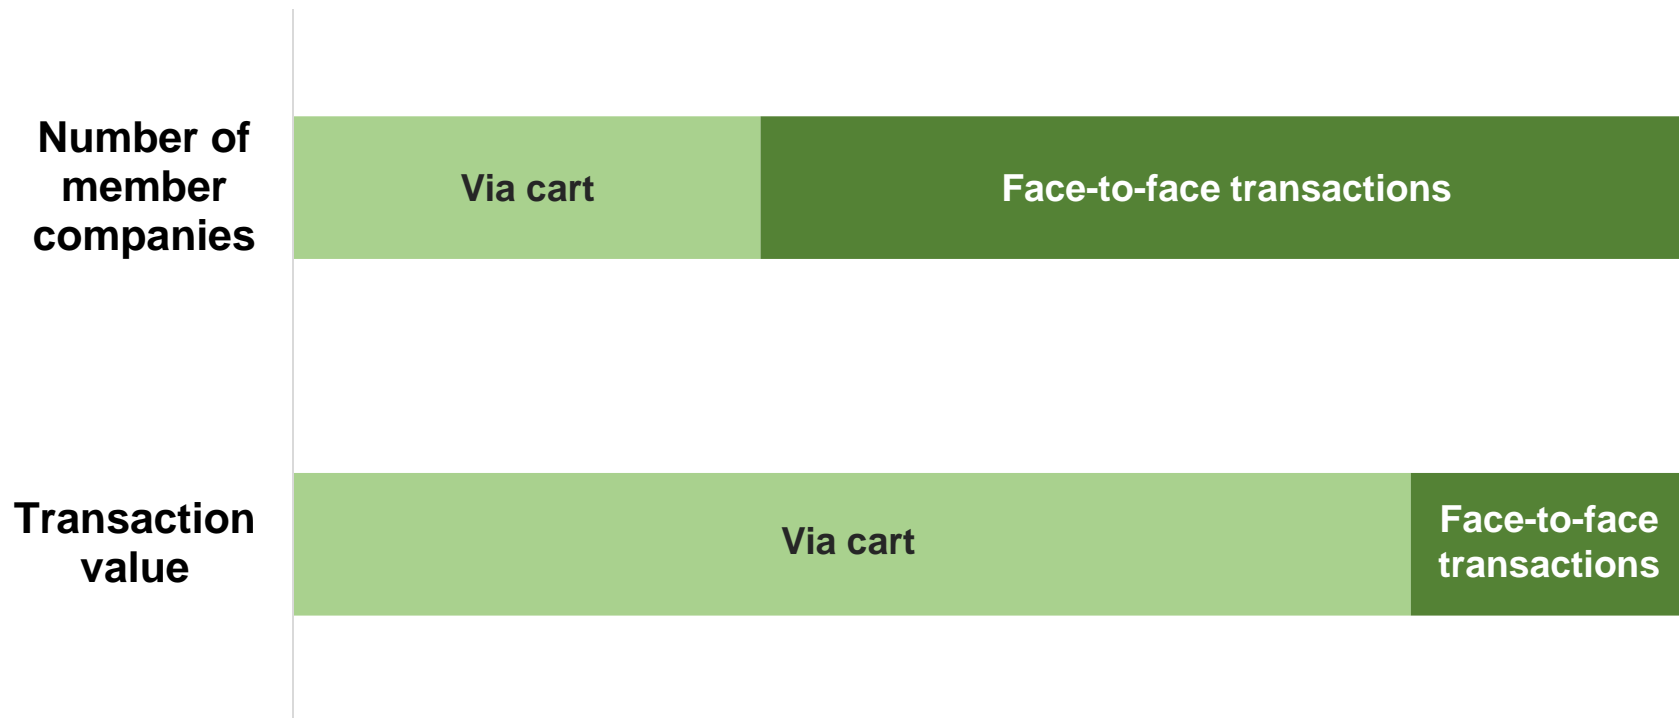 Number of
member
companies
Via cart
Face-to-face transactions
Transaction
value
Via cart
Face-to-face
transactions